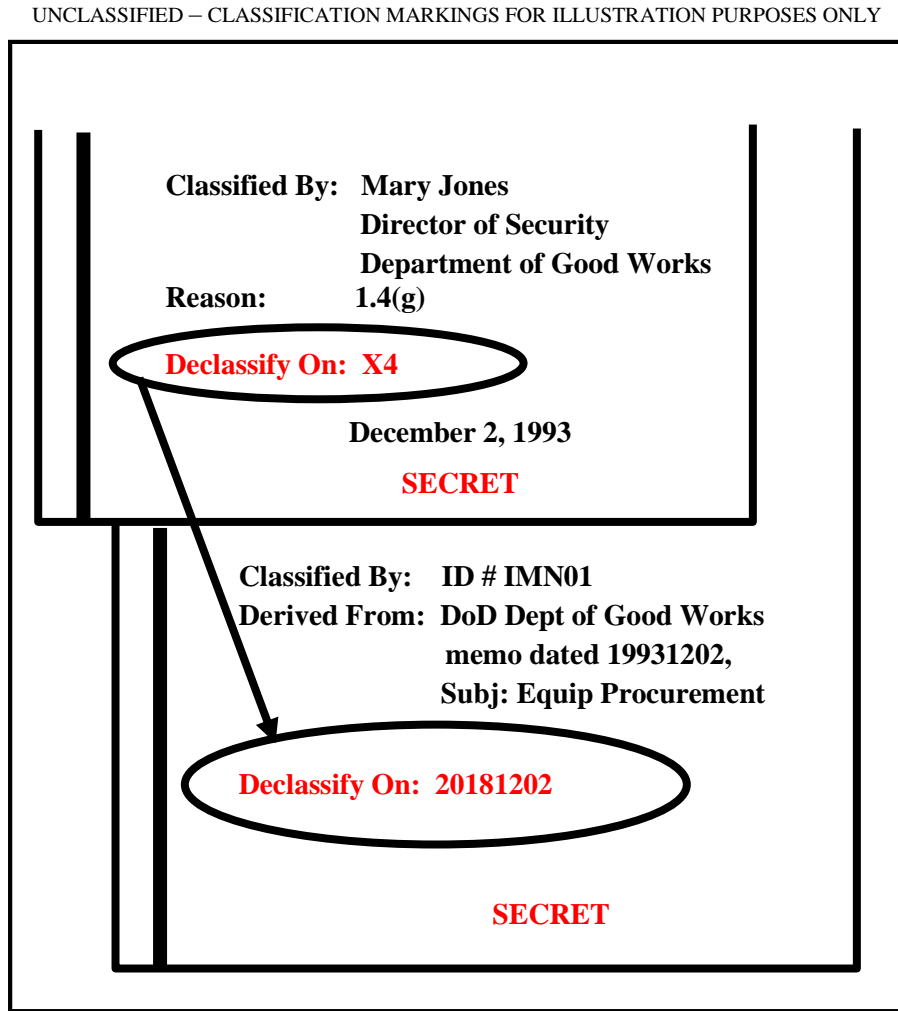 UNCLASSIFIED – CLASSIFICATION MARKINGS FOR ILLUSTRATION PURPOSES ONLY
Classified By: Mary Jones
Director of Security
Department of Good Works
Reason: 1.4(g)
Declassify On: X4
December 2, 1993
SECRET
Classified By: ID # IMN01
Derived From: DoD Dept of Good Works
memo dated 19931202,
Subj: Equip Procurement
Declassify On: 20181202
SECRET